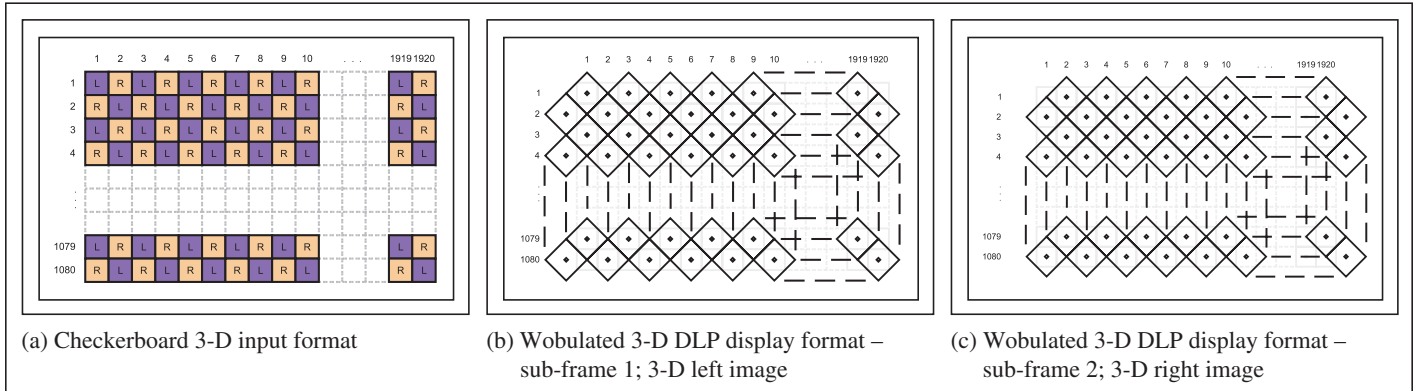 1 2 3 4 5 6 7 8 9 10 . . . 1919 1920
1 L R L R L R L R L R L R
2 R L R L R L R L R L R L
3 L R L R L R L R L R L R
4 R L R L R L R L R L R L
. . .
1079 L R L R L R L R L R L R
1080 R L R L R L R L R L R L
(a) Checkerboard 3-D input format
1 2 3 4 5 6 7 8 9 10 . . . 1919 1920
1
2
3
4
. . .
1079
1080
(b) Wobulated 3-D DLP display format –
sub-frame 1; 3-D left image
1 2 3 4 5 6 7 8 9 10 . . . 1919 1920
1
2
3
4
. . .
1079
1080
(c) Wobulated 3-D DLP display format –
sub-frame 2; 3-D right image